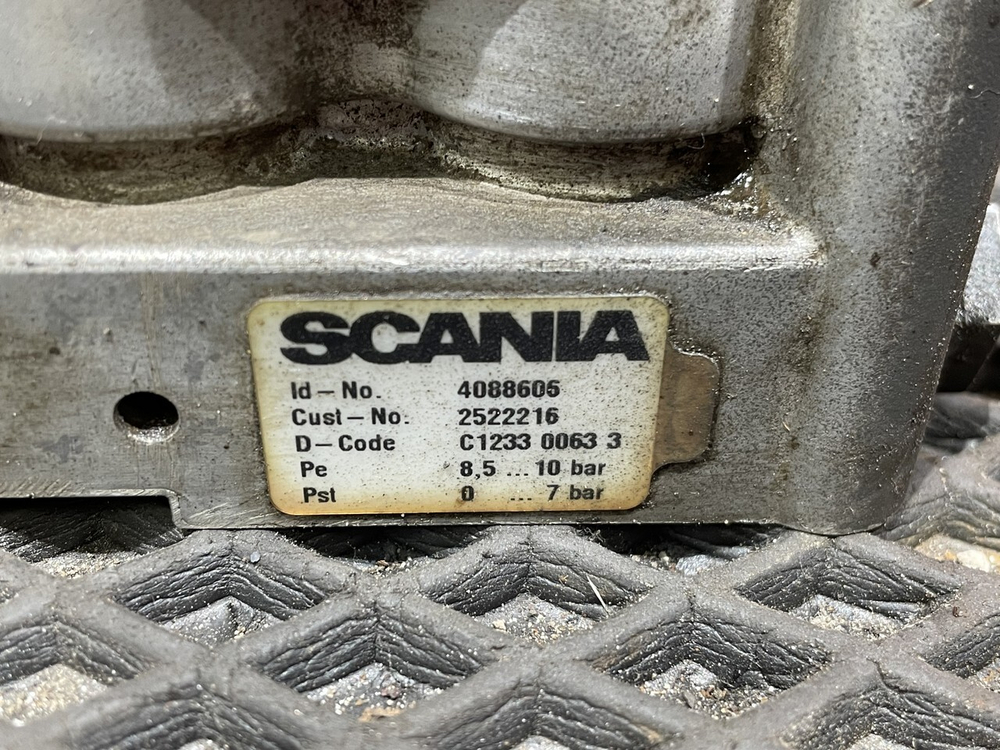 SCANIA
Id – No. 4088605
Cust – No. 2522216
D – Code C1233 0063 3
Pe 8,5 ... 10 bar
Pst 0 ... 7 bar